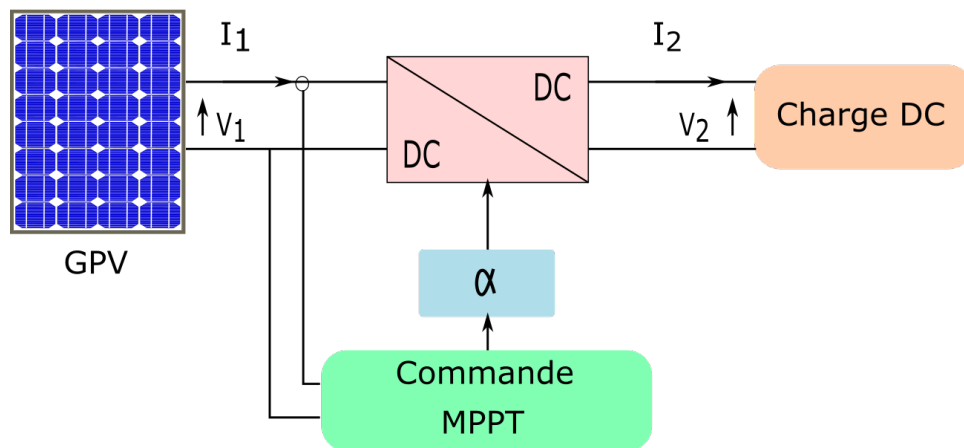 I1
I2
V1
DC
DC
V2
Charge DC
GPV
α
Commande
MPPT